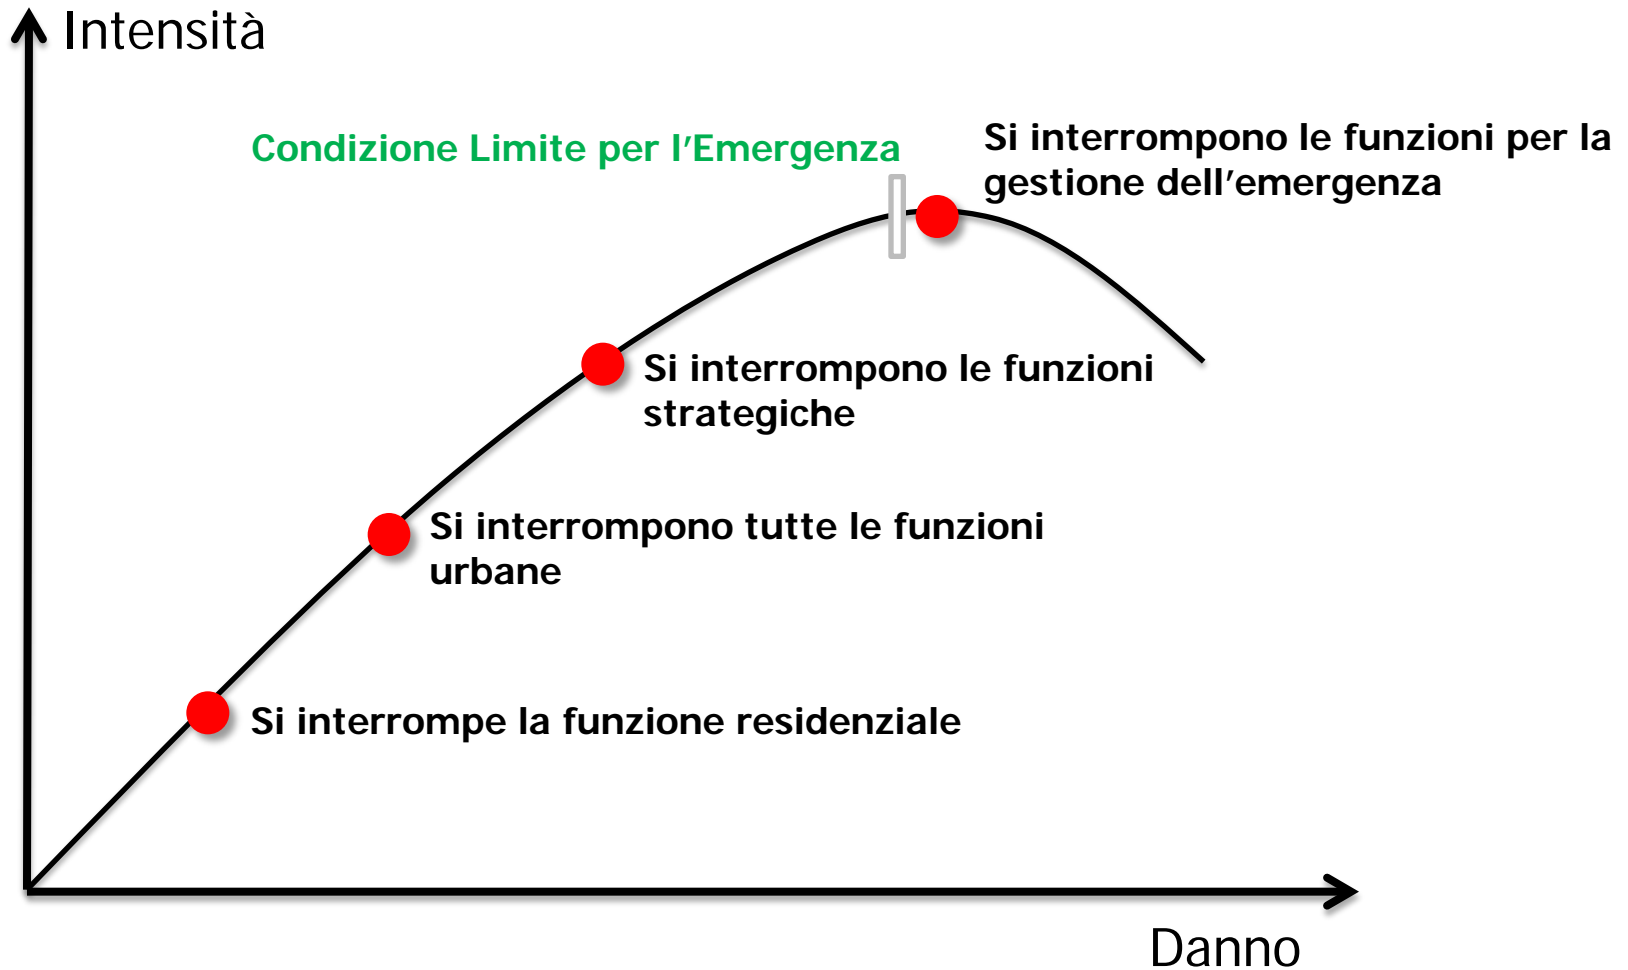 Intensità
Condizione Limite per l’Emergenza
Si interrompono le funzioni per la
gestione dell’emergenza
Si interrompono le funzioni
strategiche
Si interrompono tutte le funzioni
urbane
Si interrompe la funzione residenziale
Danno